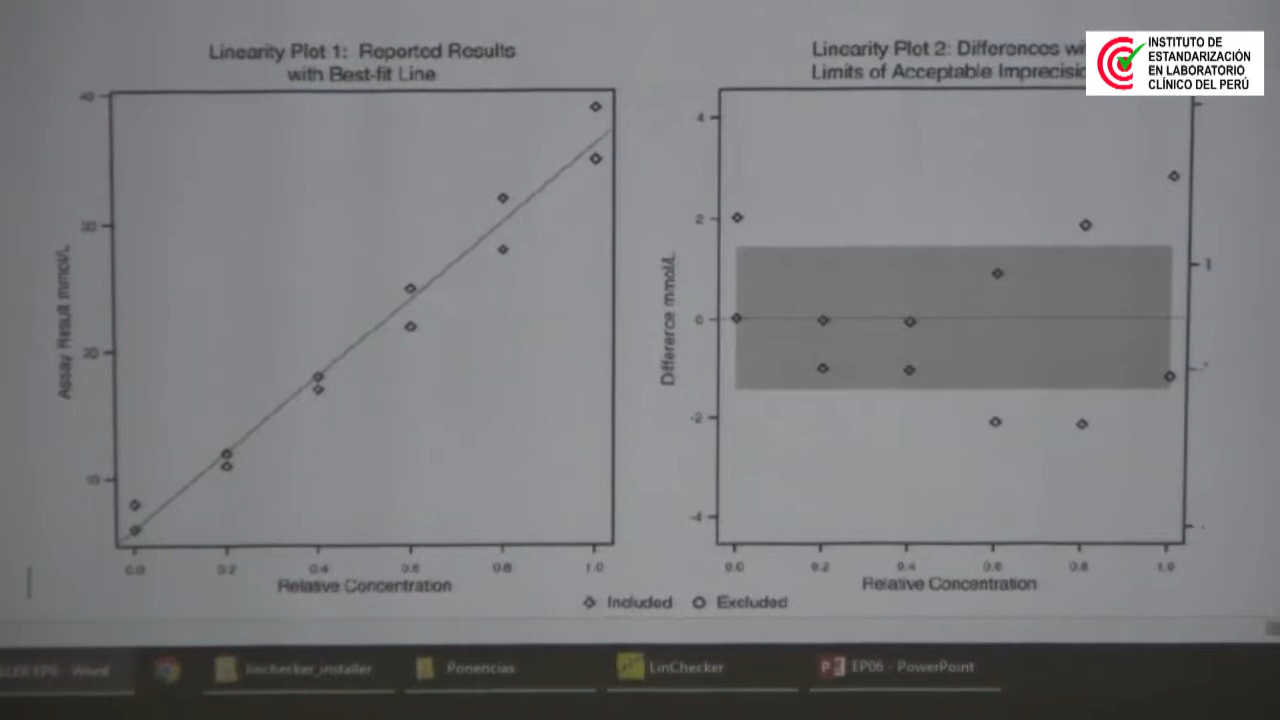 Linearity Plot 1: Reported Results
with Best-fit Line
Linearity Plot 2: Differences
Limits of Acceptable
INSTITUTO DE
ESTANDARIZACIÓN
EN LABORATORIO
CLÍNICO DEL PERÚ
40
30
20
10
Assay Result mmol/L
0.0 0.2 0.4 0.6 0.8 1.0
Relative Concentration
4
2
0
-2
-4
Difference mmol/L
1
0.0 0.2 0.4 0.6 0.8 1.0
Relative Concentration
Included Excluded
- Word
linchecker_installer
Ponencias
LinChecker
EP06 - PowerPoint